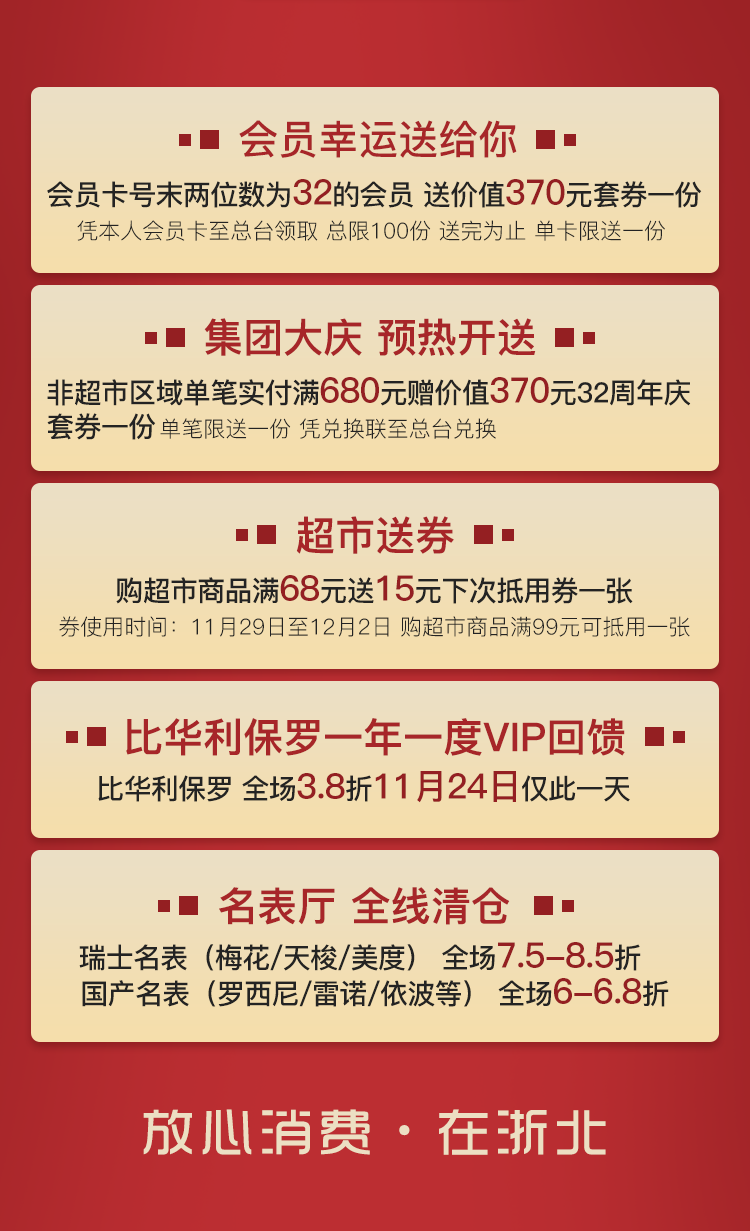 会员幸运送给你
会员卡号末两位数为32的会员 送价值370元套券一份
凭本人会员卡至总台领取 总限100份 送完为止 单卡限送一份
集团大庆 预热开送
非超市区域单笔实付满680元赠价值370元32周年庆
套券一份 单笔限送一份 凭兑换联至总台兑换
超市送券
购超市商品满68元送15元下次抵用券一张
券使用时间：11月29日至12月2日 购超市商品满99元可抵用一张
比华利保罗一年一度VIP回馈
比华利保罗 全场3.8折11月24日仅此一天
名表厅 全线清仓
瑞士名表（梅花/天梭/美度） 全场7.5–8.5折
国产名表（罗西尼/雷诺/依波等） 全场6–6.8折
放心消费·在浙北